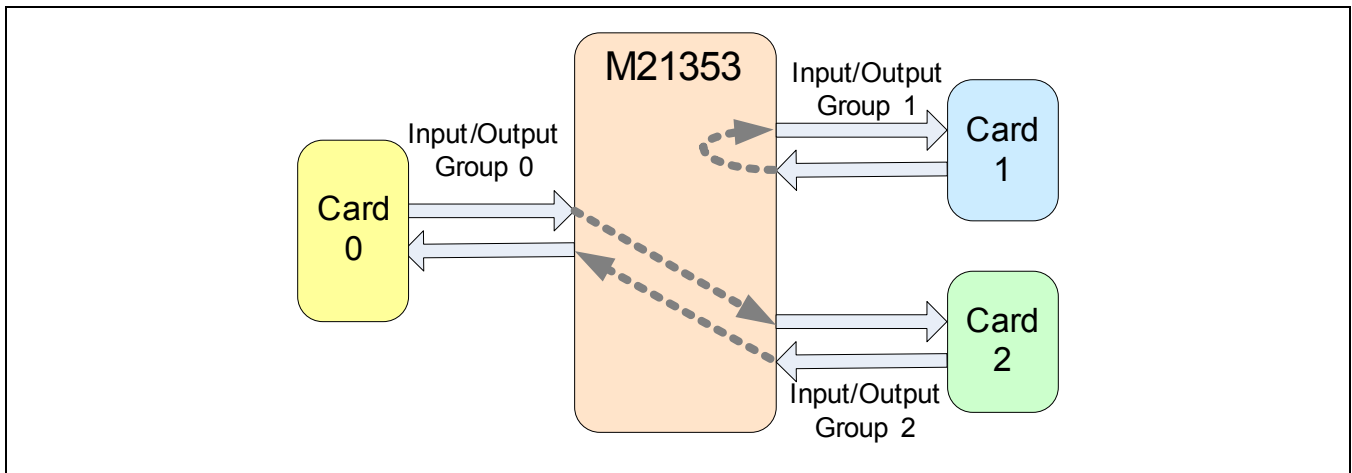 M21353
Input/Output
Group 1
Card
1
Input/Output
Group 0
Card
0
Card
2
Input/Output
Group 2